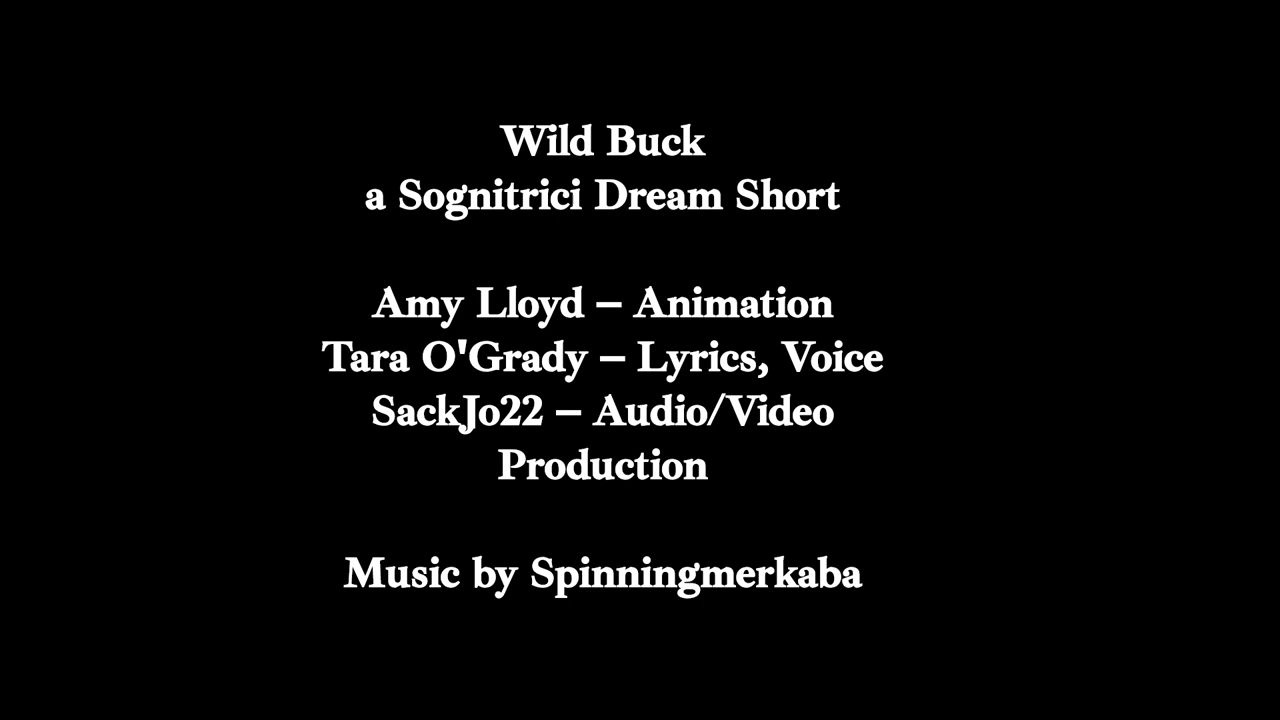 Wild Buck
a Sognitrici Dream Short
Amy Lloyd – Animation
Tara O'Grady – Lyrics, Voice
SackJo22 – Audio/Video
Production
Music by Spinningmerkaba